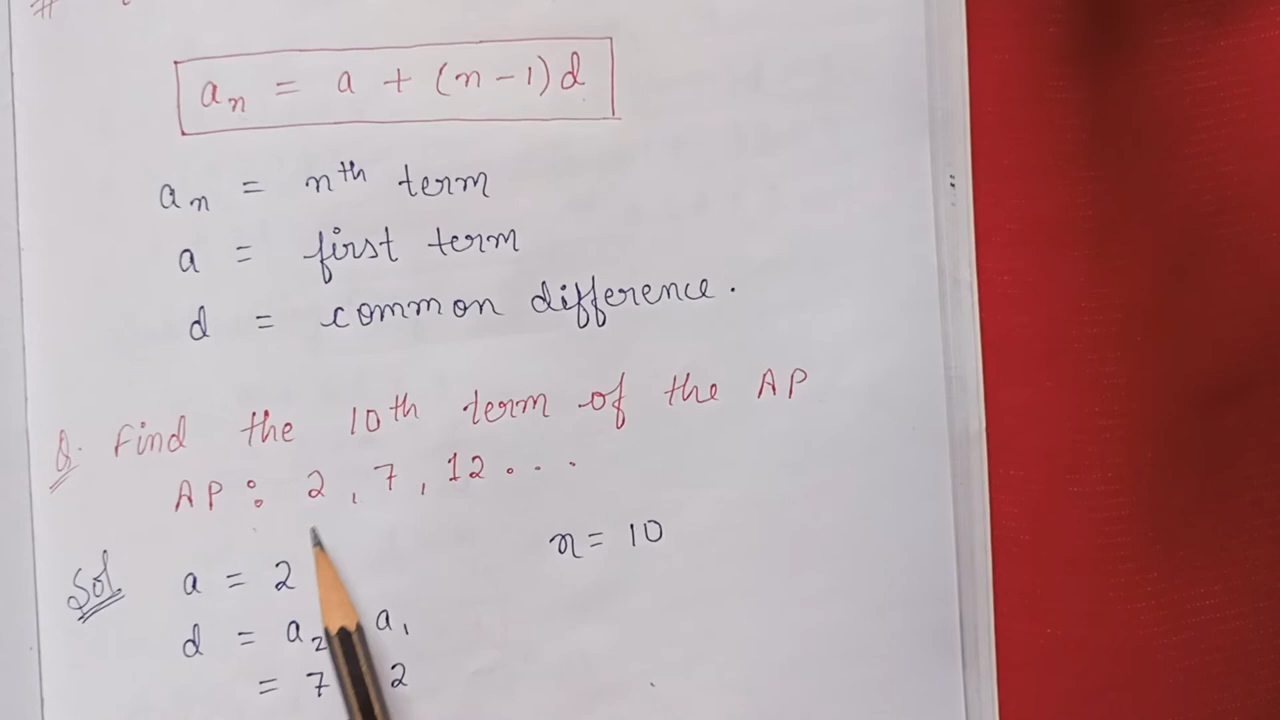 #
aₙ = a + (n-1)d
aₙ = nᵗʰ term
a = first term
d = common difference.
Q. Find the 10ᵗʰ term of the AP
AP: 2, 7, 12...
Sol a = 2 n = 10
d = a₂ a₁
= 7 2